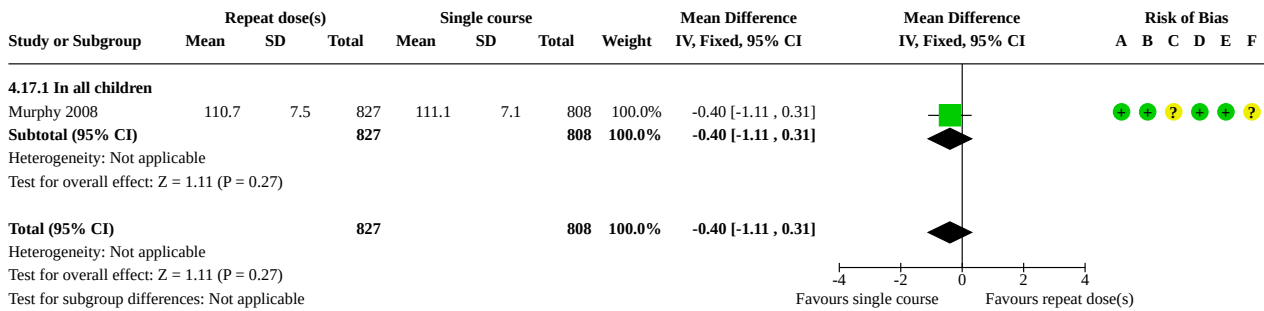 Repeat dose(s) Single course Mean Difference Mean Difference Risk of Bias
Study or Subgroup Mean SD Total Mean SD Total Weight IV, Fixed, 95% CI IV, Fixed, 95% CI A B C D E F
4.17.1 In all children
Murphy 2008 110.7 7.5 827 111.1 7.1 808 100.0% -0.40 [-1.11 , 0.31] + + ? + + ?
Subtotal (95% CI) 827 808 100.0% -0.40 [-1.11 , 0.31]
Heterogeneity: Not applicable
Test for overall effect: Z = 1.11 (P = 0.27)
Total (95% CI) 827 808 100.0% -0.40 [-1.11 , 0.31]
Heterogeneity: Not applicable
Test for overall effect: Z = 1.11 (P = 0.27)
-4 -2 0 2 4
Test for subgroup differences: Not applicable Favours single course Favours repeat dose(s)